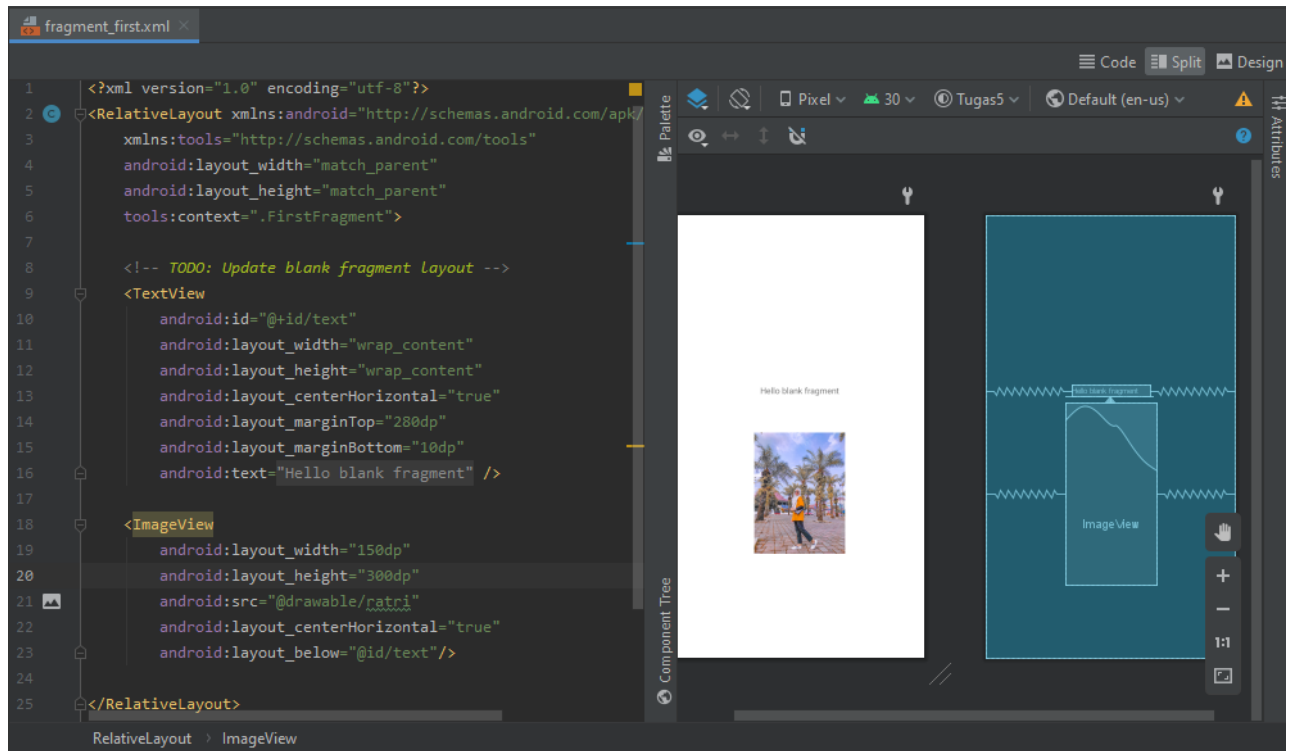 fragment_first.xml
Code Split Design
1 <?xml version="1.0" encoding="utf-8"?>
2 <RelativeLayout xmlns:android="http://schemas.android.com/apk/
3 xmlns:tools="http://schemas.android.com/tools"
4 android:layout_width="match_parent"
5 android:layout_height="match_parent"
6 tools:context=".FirstFragment">
7
8 <!-- TODO: Update blank fragment layout -->
9 <TextView
10 android:id="@+id/text"
11 android:layout_width="wrap_content"
12 android:layout_height="wrap_content"
13 android:layout_centerHorizontal="true"
14 android:layout_marginTop="280dp"
15 android:layout_marginBottom="10dp"
16 android:text="Hello blank fragment" />
17
18 <ImageView
19 android:layout_width="150dp"
20 android:layout_height="300dp"
21 android:src="@drawable/ratri"
22 android:layout_centerHorizontal="true"
23 android:layout_below="@id/text"/>
24
25 </RelativeLayout>
RelativeLayout > ImageView
Palette
Component Tree
Pixel 30 Tugas5 Default (en-us)
Hello blank fragment
Hello blank fragment
ImageView
1:1
Attributes